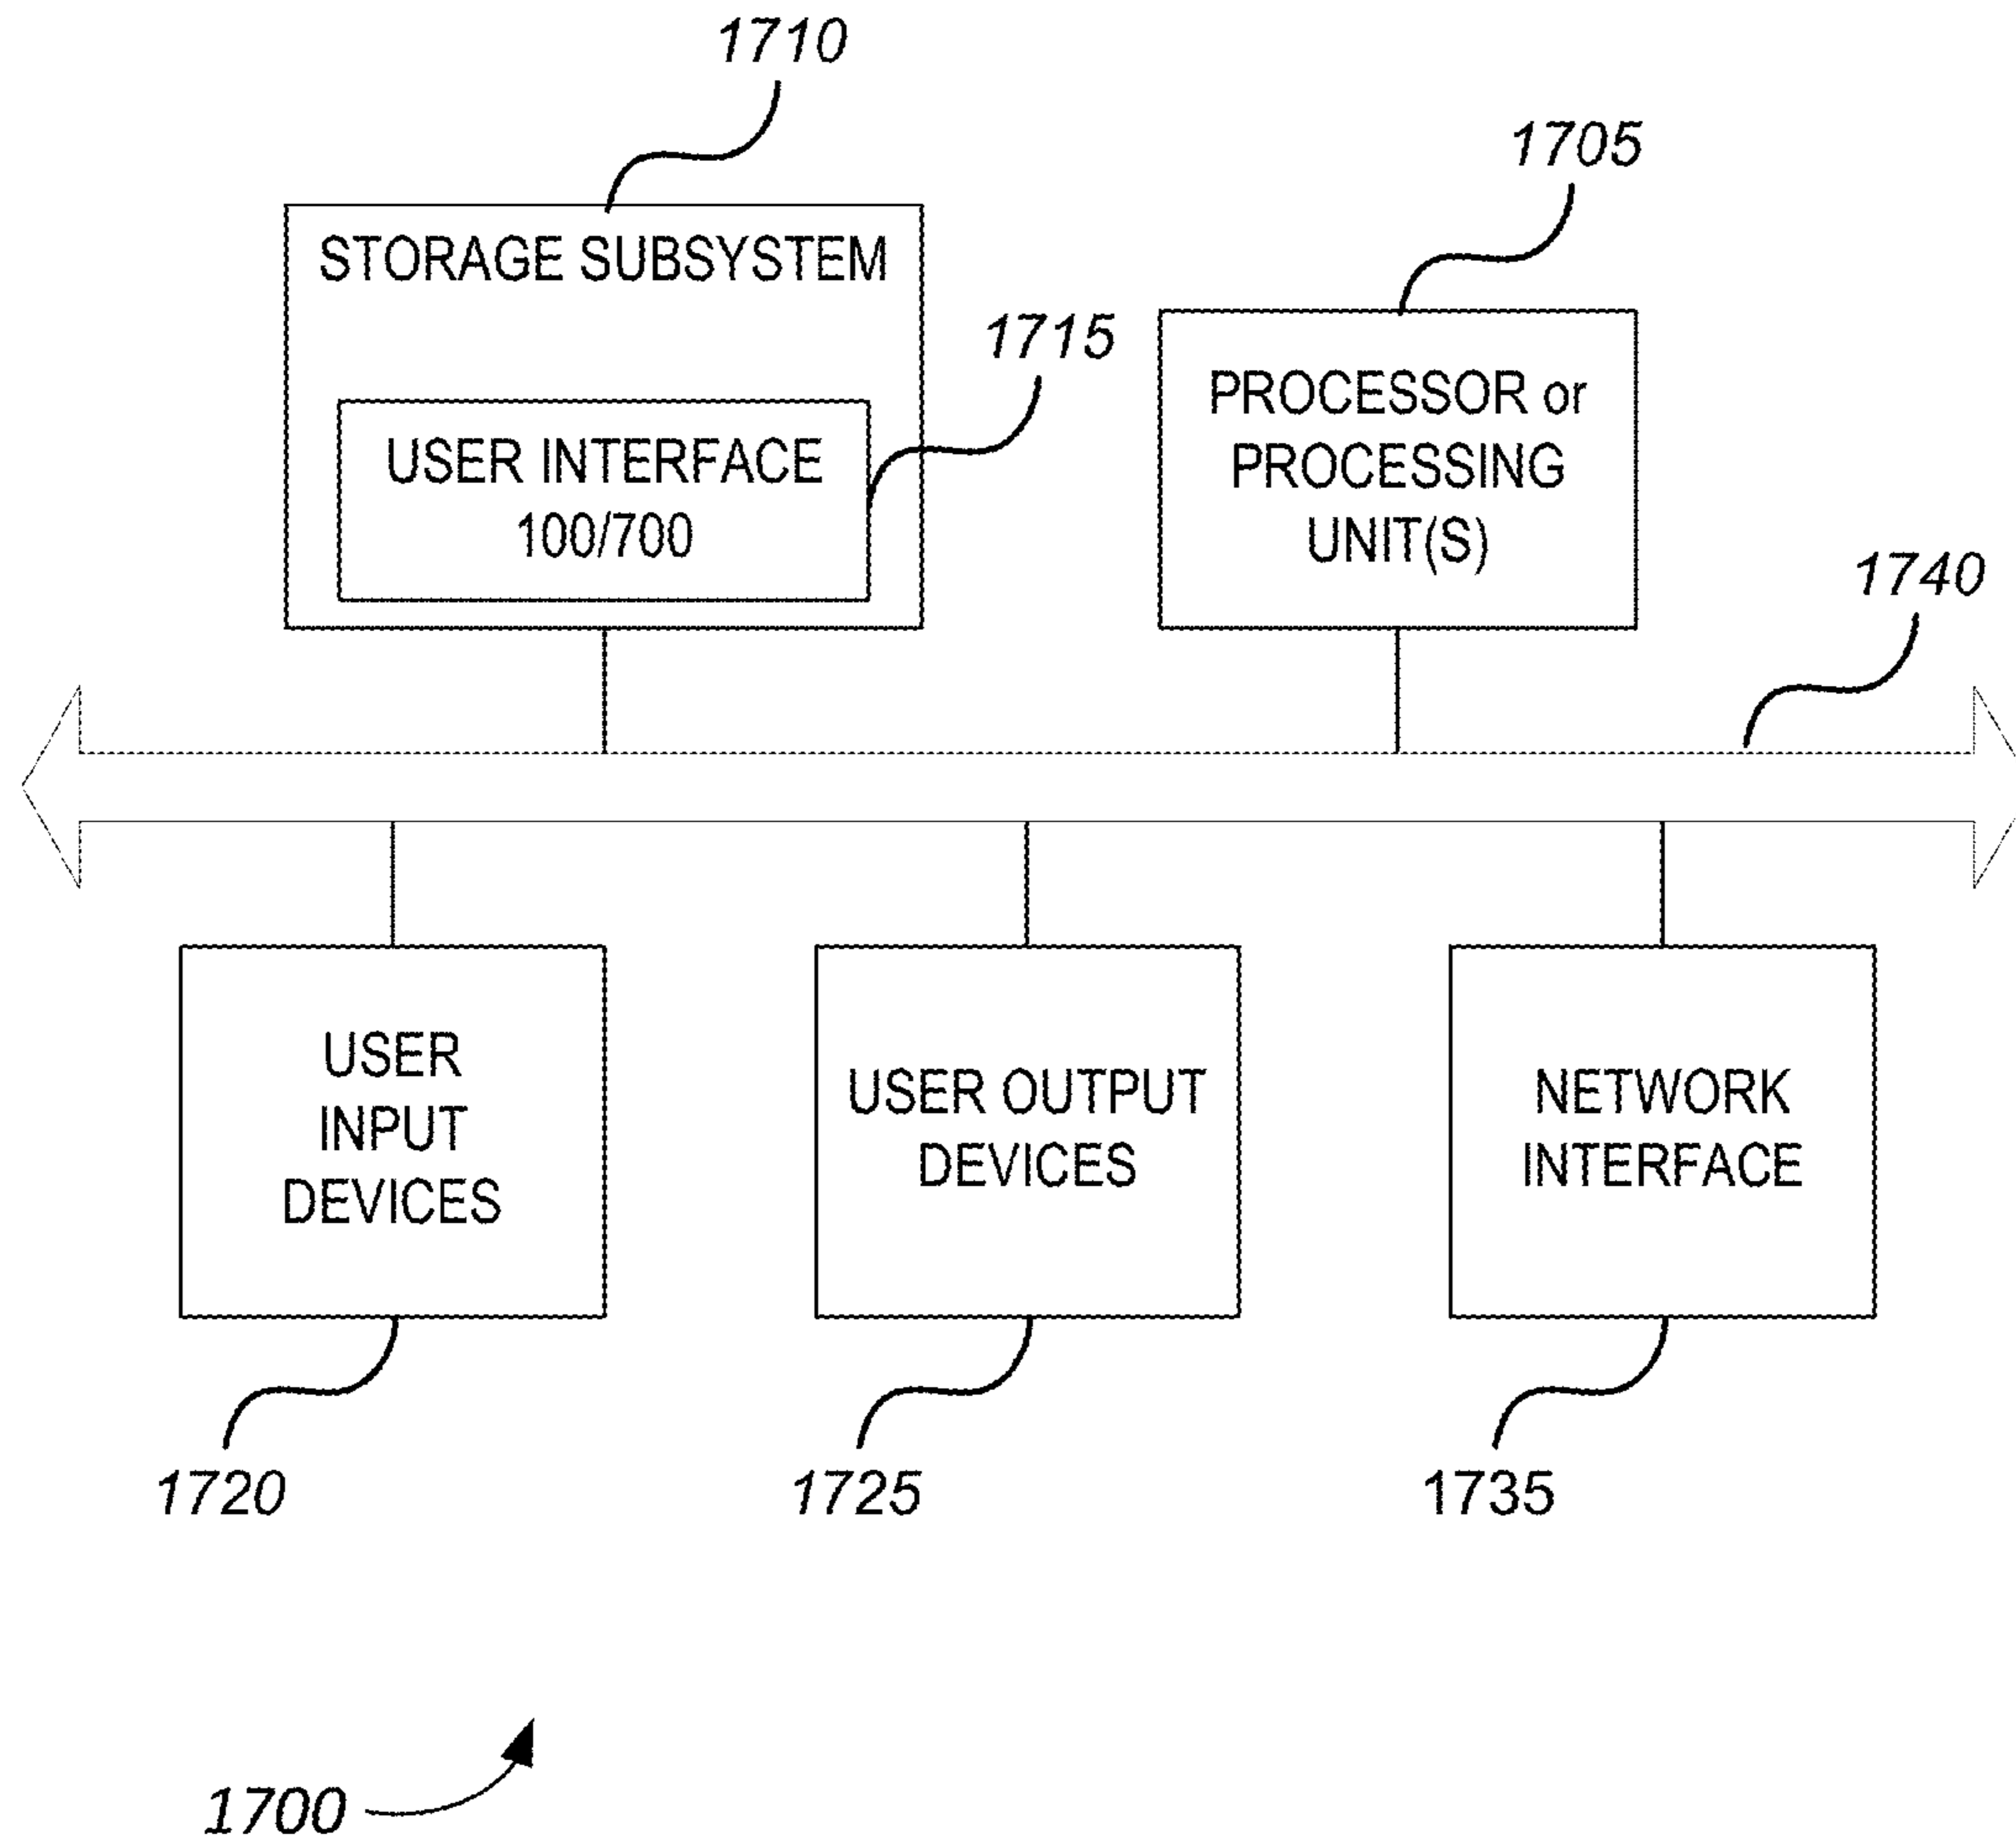 1710
1705
STORAGE SUBSYSTEM
1715
USER INTERFACE
100/700
PROCESSOR or
PROCESSING
UNIT(S)
1740
USER
INPUT
DEVICES
USER OUTPUT
DEVICES
NETWORK
INTERFACE
1720
1725
1735
1700